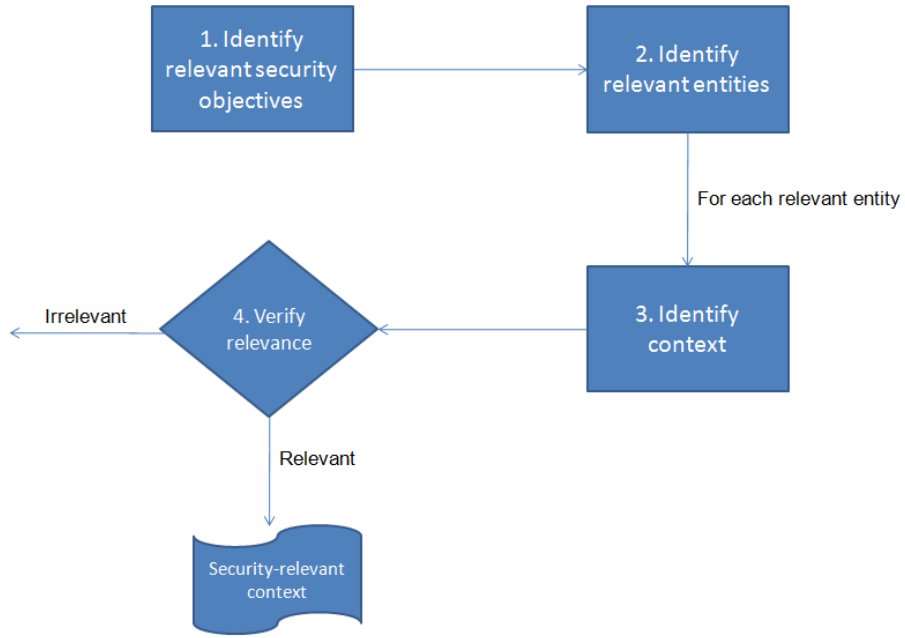 1. Identify
relevant security
objectives
2. Identify
relevant entities
For each relevant entity
3. Identify
context
4. Verify
relevance
Irrelevant
Relevant
Security-relevant
context